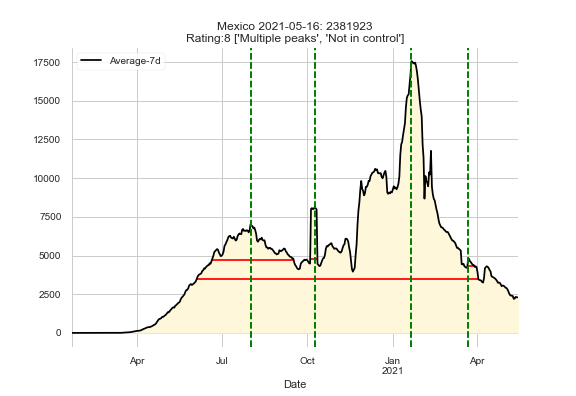 Mexico 2021-05-16: 2381923
Rating:8 ['Multiple peaks', 'Not in control']
Average-7d
17500
15000
12500
10000
7500
5000
2500
0
Apr
Jul
Oct
Jan
2021
Apr
Date